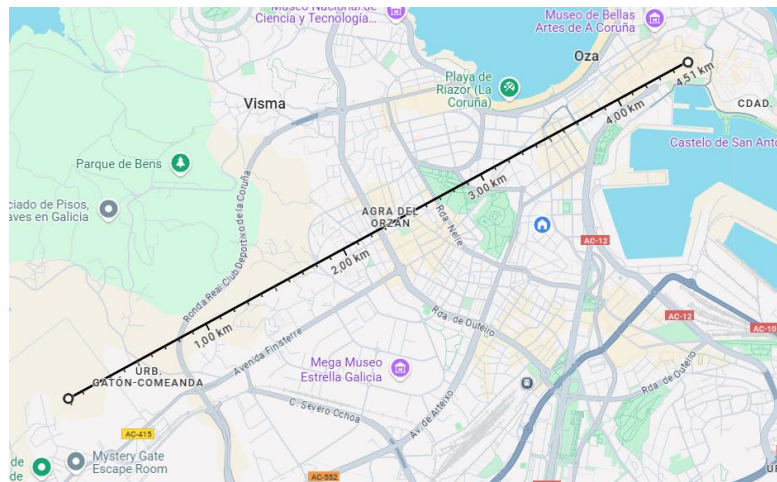 Museo Nacional de
Ciencia y Tecnología...
Museo de Bellas
Artes de A Coruña
Oza
4,51 km
4,00 km
CDAD.
Playa de
Riazor (La
Coruña)
Visma
Castelo de San Anto
Parque de Bens
3,00 km
ciado de Pisos,
aves en Galicia
AGRA DEL
ORZÁN
Rda. Nelle
AC-12
Ronda Real Club Deportivo de la Coruña
2,00 km
1,00 km
Rda. de Outeiro
AC-12
AC-10
Avenida Finisterre
Mega Museo
Estrella Galicia
URB.
GATÓN-COMEANDA
Rda. de Outeiro
C. Severo Ochoa
Av. de Arteixo
AC-415
Mystery Gate
Escape Room
de
de
AC-552